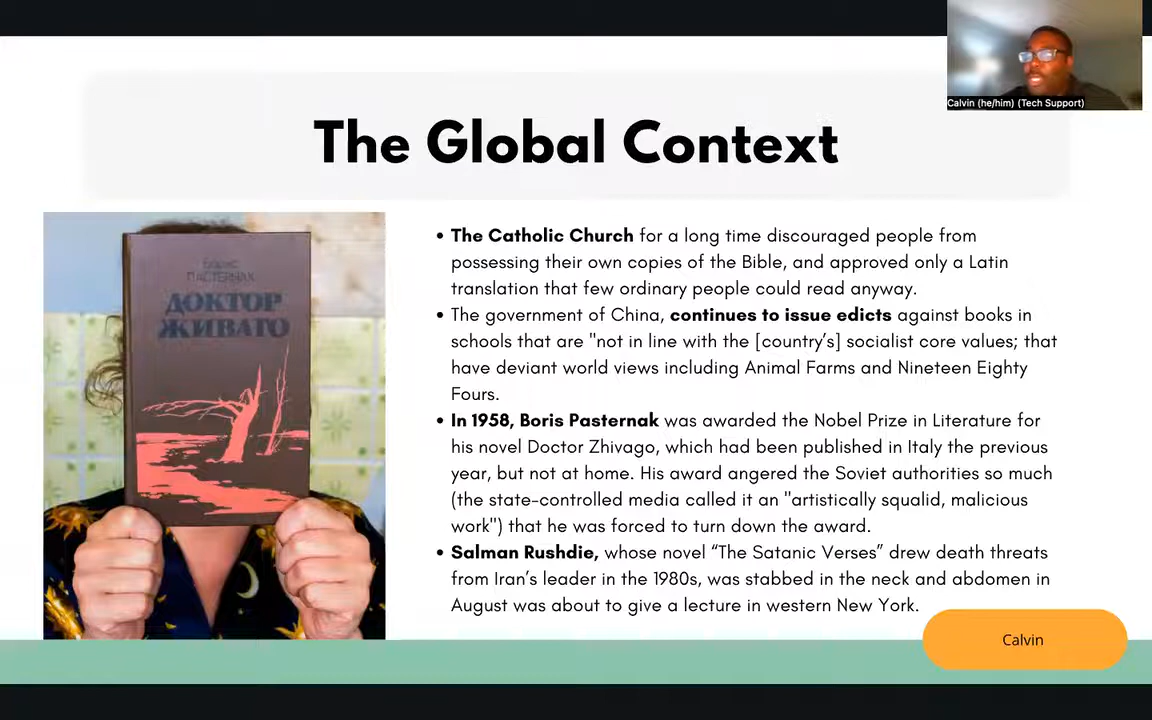 Calvin (he/him) (Tech Support)
The Global Context
Борис
ПАСТЕРНАК
ДОКТОР
ЖИВАГО
• The Catholic Church for a long time discouraged people from
possessing their own copies of the Bible, and approved only a Latin
translation that few ordinary people could read anyway.
• The government of China, continues to issue edicts against books in
schools that are "not in line with the [country’s] socialist core values; that
have deviant world views including Animal Farms and Nineteen Eighty
Fours.
• In 1958, Boris Pasternak was awarded the Nobel Prize in Literature for
his novel Doctor Zhivago, which had been published in Italy the previous
year, but not at home. His award angered the Soviet authorities so much
(the state-controlled media called it an "artistically squalid, malicious
work") that he was forced to turn down the award.
• Salman Rushdie, whose novel “The Satanic Verses” drew death threats
from Iran’s leader in the 1980s, was stabbed in the neck and abdomen in
August was about to give a lecture in western New York.
Calvin